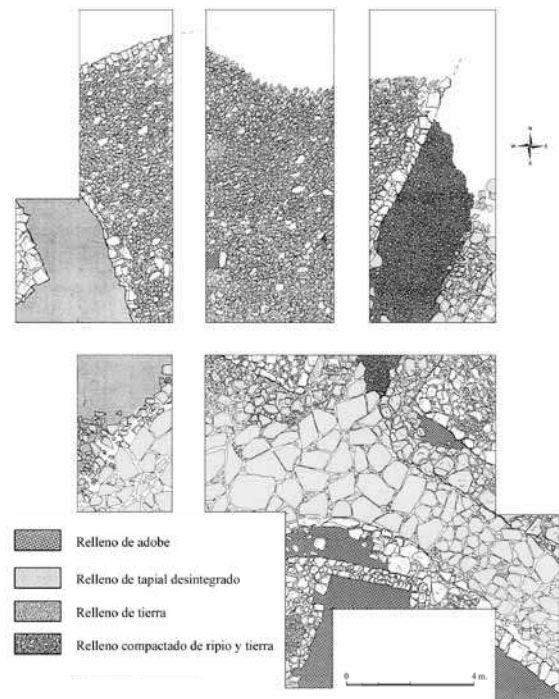 Relleno de adobe
Relleno de tapial desintegrado
Relleno de tierra
Relleno compactado de ripio y tierra
0 4 m.